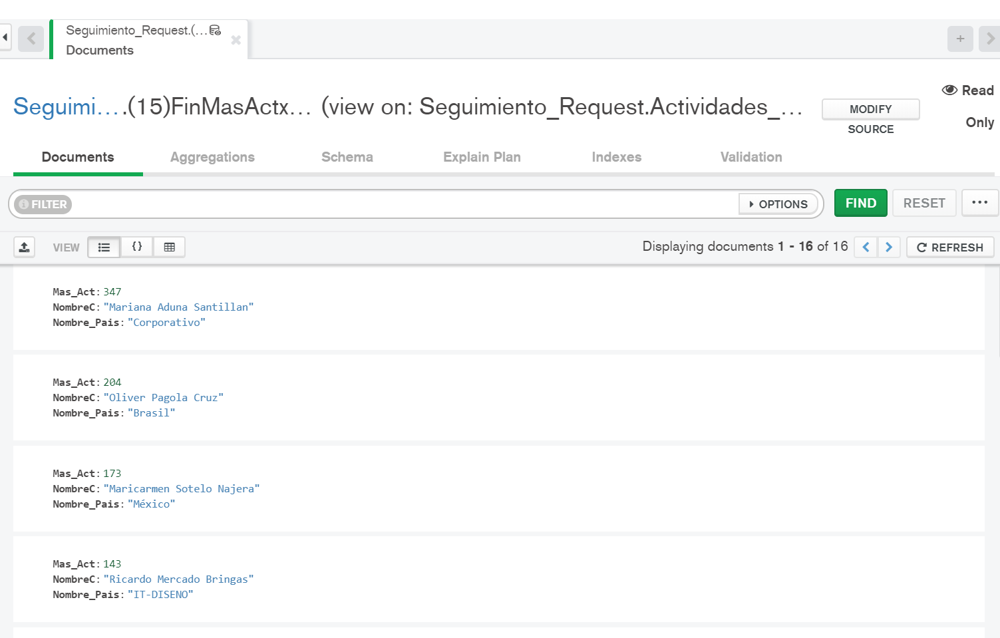 Seguimiento_Request.(...
Documents
Seguimi….(15)FinMasActx… (view on: Seguimiento_Request.Actividades_…
MODIFY SOURCE
Read Only
Documents Aggregations Schema Explain Plan Indexes Validation
FILTER OPTIONS FIND RESET ...
VIEW {} Displaying documents 1 - 16 of 16 REFRESH
Mas_Act: 347
NombreC: "Mariana Aduna Santillan"
Nombre_Pais: "Corporativo"
Mas_Act: 204
NombreC: "Oliver Pagola Cruz"
Nombre_Pais: "Brasil"
Mas_Act: 173
NombreC: "Maricarmen Sotelo Najera"
Nombre_Pais: "México"
Mas_Act: 143
NombreC: "Ricardo Mercado Bringas"
Nombre_Pais: "IT-DISENO"